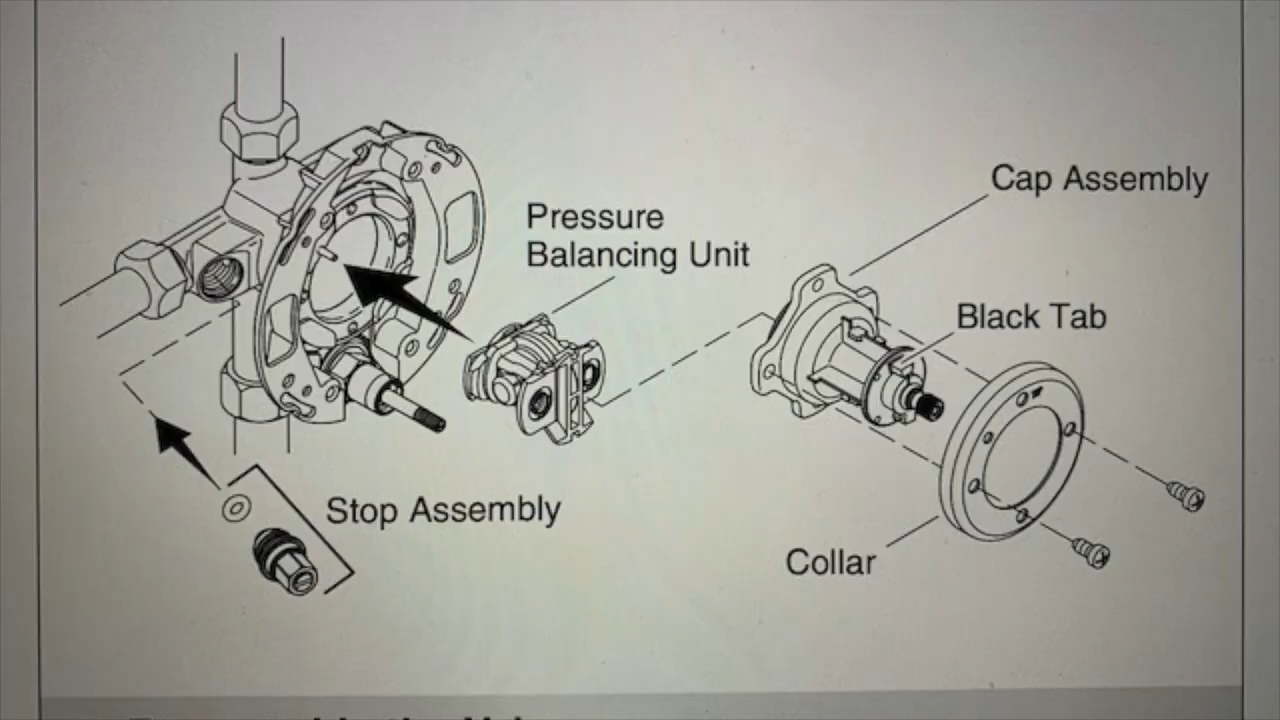 Cap Assembly
Pressure
Balancing Unit
Black Tab
Stop Assembly
Collar